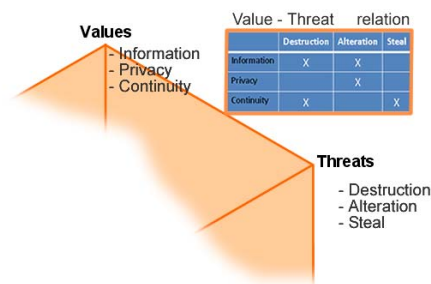 Value - Threat relation
Destruction Alteration Steal
Information X X
Privacy X
Continuity X X
Values
- Information
- Privacy
- Continuity
Threats
- Destruction
- Alteration
- Steal